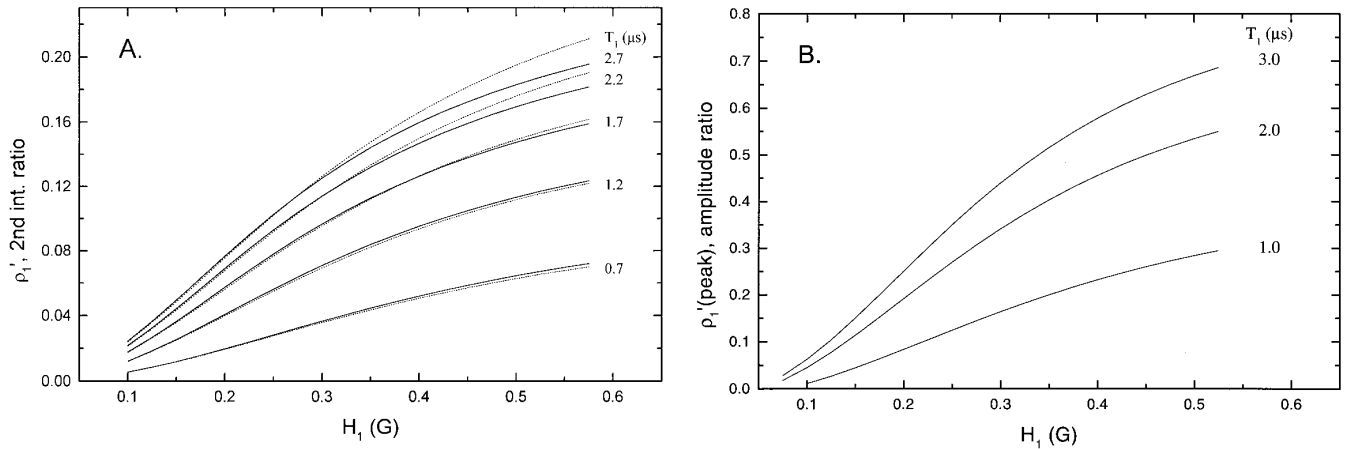 A.
T₁ (μs)
2.7
2.2
1.7
1.2
0.7
0.20
0.16
0.12
0.08
0.04
0.00
ρ₁', 2nd int. ratio
0.1 0.2 0.3 0.4 0.5 0.6
H₁ (G)
B.
T₁ (μs)
3.0
2.0
1.0
0.8
0.7
0.6
0.5
0.4
0.3
0.2
0.1
0.0
ρ₁'(peak), amplitude ratio
0.1 0.2 0.3 0.4 0.5 0.6
H₁ (G)